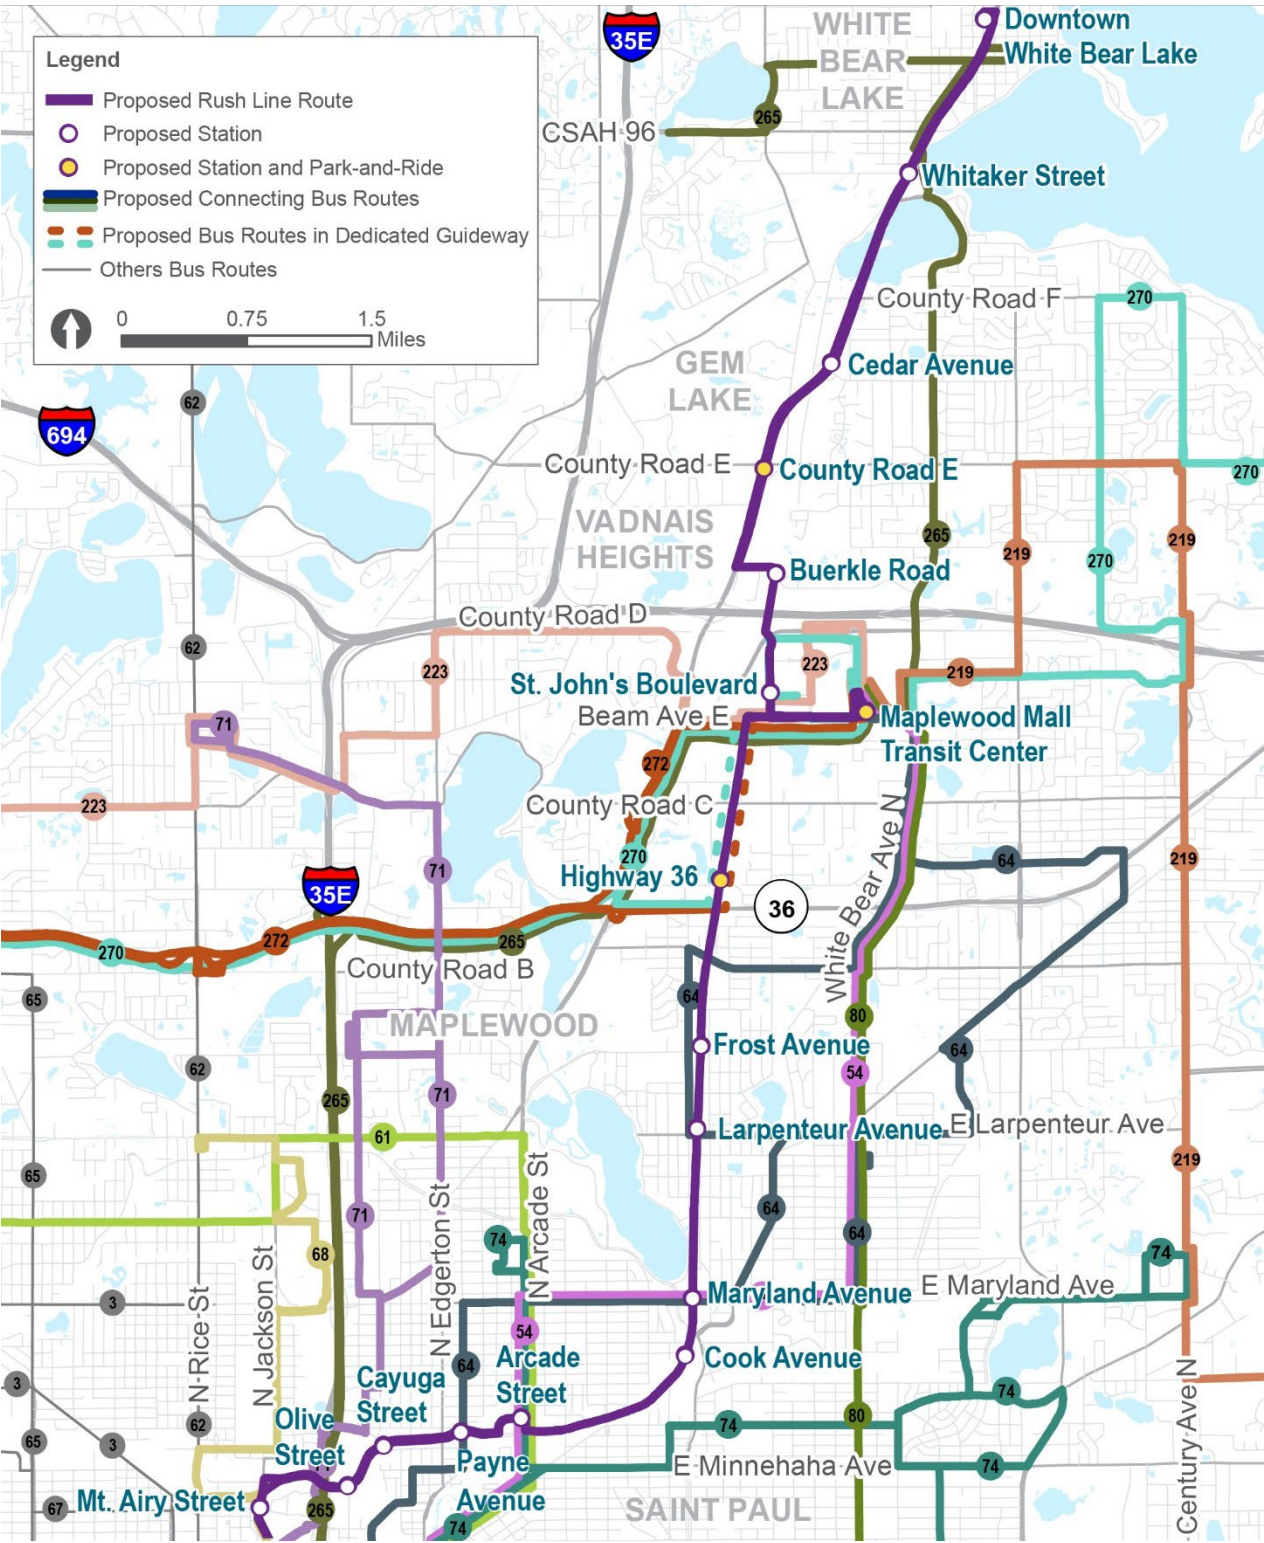 Legend
Proposed Rush Line Route
Proposed Station
Proposed Station and Park-and-Ride
Proposed Connecting Bus Routes
Proposed Bus Routes in Dedicated Guideway
Others Bus Routes
0 0.75 1.5
Miles
35E
WHITE
BEAR
LAKE
Downtown
White Bear Lake
265
CSAH 96
Whitaker Street
County Road F
270
GEM
LAKE
Cedar Avenue
62
694
County Road E
County Road E
270
VADNAIS
HEIGHTS
265
219
219
270
Buerkle Road
County Road D
62
223
223
219
St. John's Boulevard
Beam Ave E
Maplewood Mall
Transit Center
71
272
223
County Road C
White Bear Ave N
270
64
219
71
Highway 36
35E
36
270
272
265
County Road B
65
64
80
MAPLEWOOD
Frost Avenue
64
62
54
265
71
61
Larpenteur Avenue
E Larpenteur Ave
65
219
71
64
64
N Edgerton St
N Arcade St
74
68
74
N Jackson St
N Rice St
3
Maryland Avenue
E Maryland Ave
54
64
Arcade
Street
Cook Avenue
3
Cayuga
Street
74
80
74
62
Olive
Street
65
3
Payne
Avenue
E Minnehaha Ave
74
Century Ave N
Mt. Airy Street
67
265
74
SAINT PAUL